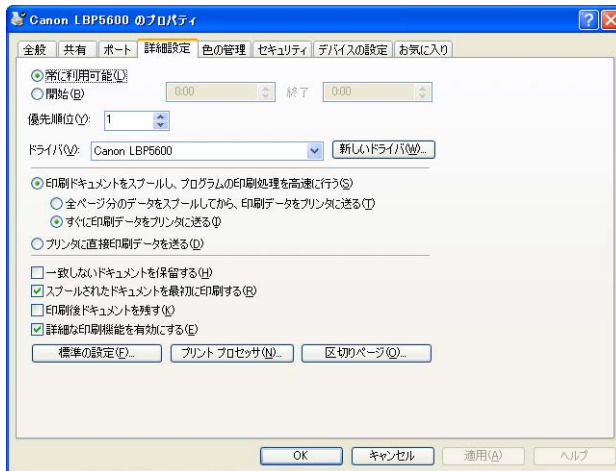 Canon LBP5600 のプロパティ
全般 共有 ポート 詳細設定 色の管理 セキュリティ デバイスの設定 お気に入り
常に利用可能(L)
開始(B) 0:00 終了 0:00
優先順位(Y): 1
ドライバ(V): Canon LBP5600 新しいドライバ(W)...
印刷ドキュメントをスプールし、プログラムの印刷処理を高速に行う(S)
全ページ分のデータをスプールしてから、印刷データをプリンタに送る(T)
すぐに印刷データをプリンタに送る(I)
プリンタに直接印刷データを送る(D)
一致しないドキュメントを保留する(H)
スプールされたドキュメントを最初に印刷する(R)
印刷後ドキュメントを残す(K)
詳細な印刷機能を有効にする(E)
標準の設定(F)... プリント プロセッサ(N)... 区切りページ(O)...
OK キャンセル 適用(A) ヘルプ